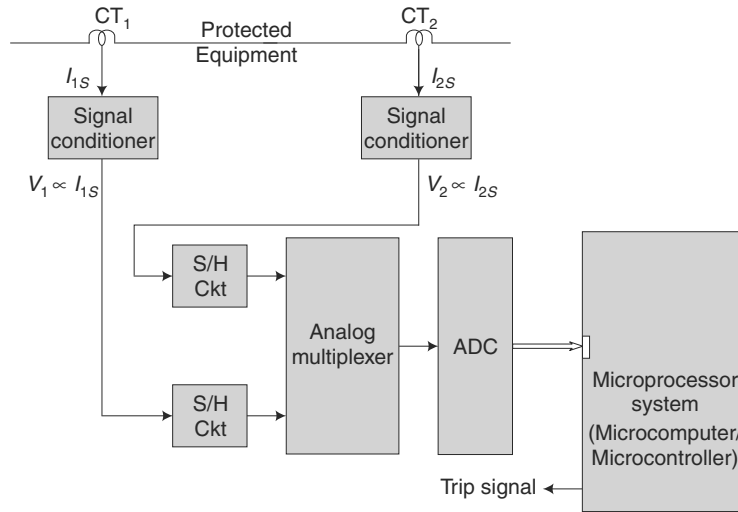 CT₁
CT₂
Protected
Equipment
I₁S
I₂S
Signal
conditioner
Signal
conditioner
V₁ ∝ I₁S
V₂ ∝ I₂S
S/H
Ckt
Analog
multiplexer
ADC
S/H
Ckt
Microprocessor
system
(Microcomputer/
Microcontroller)
Trip signal